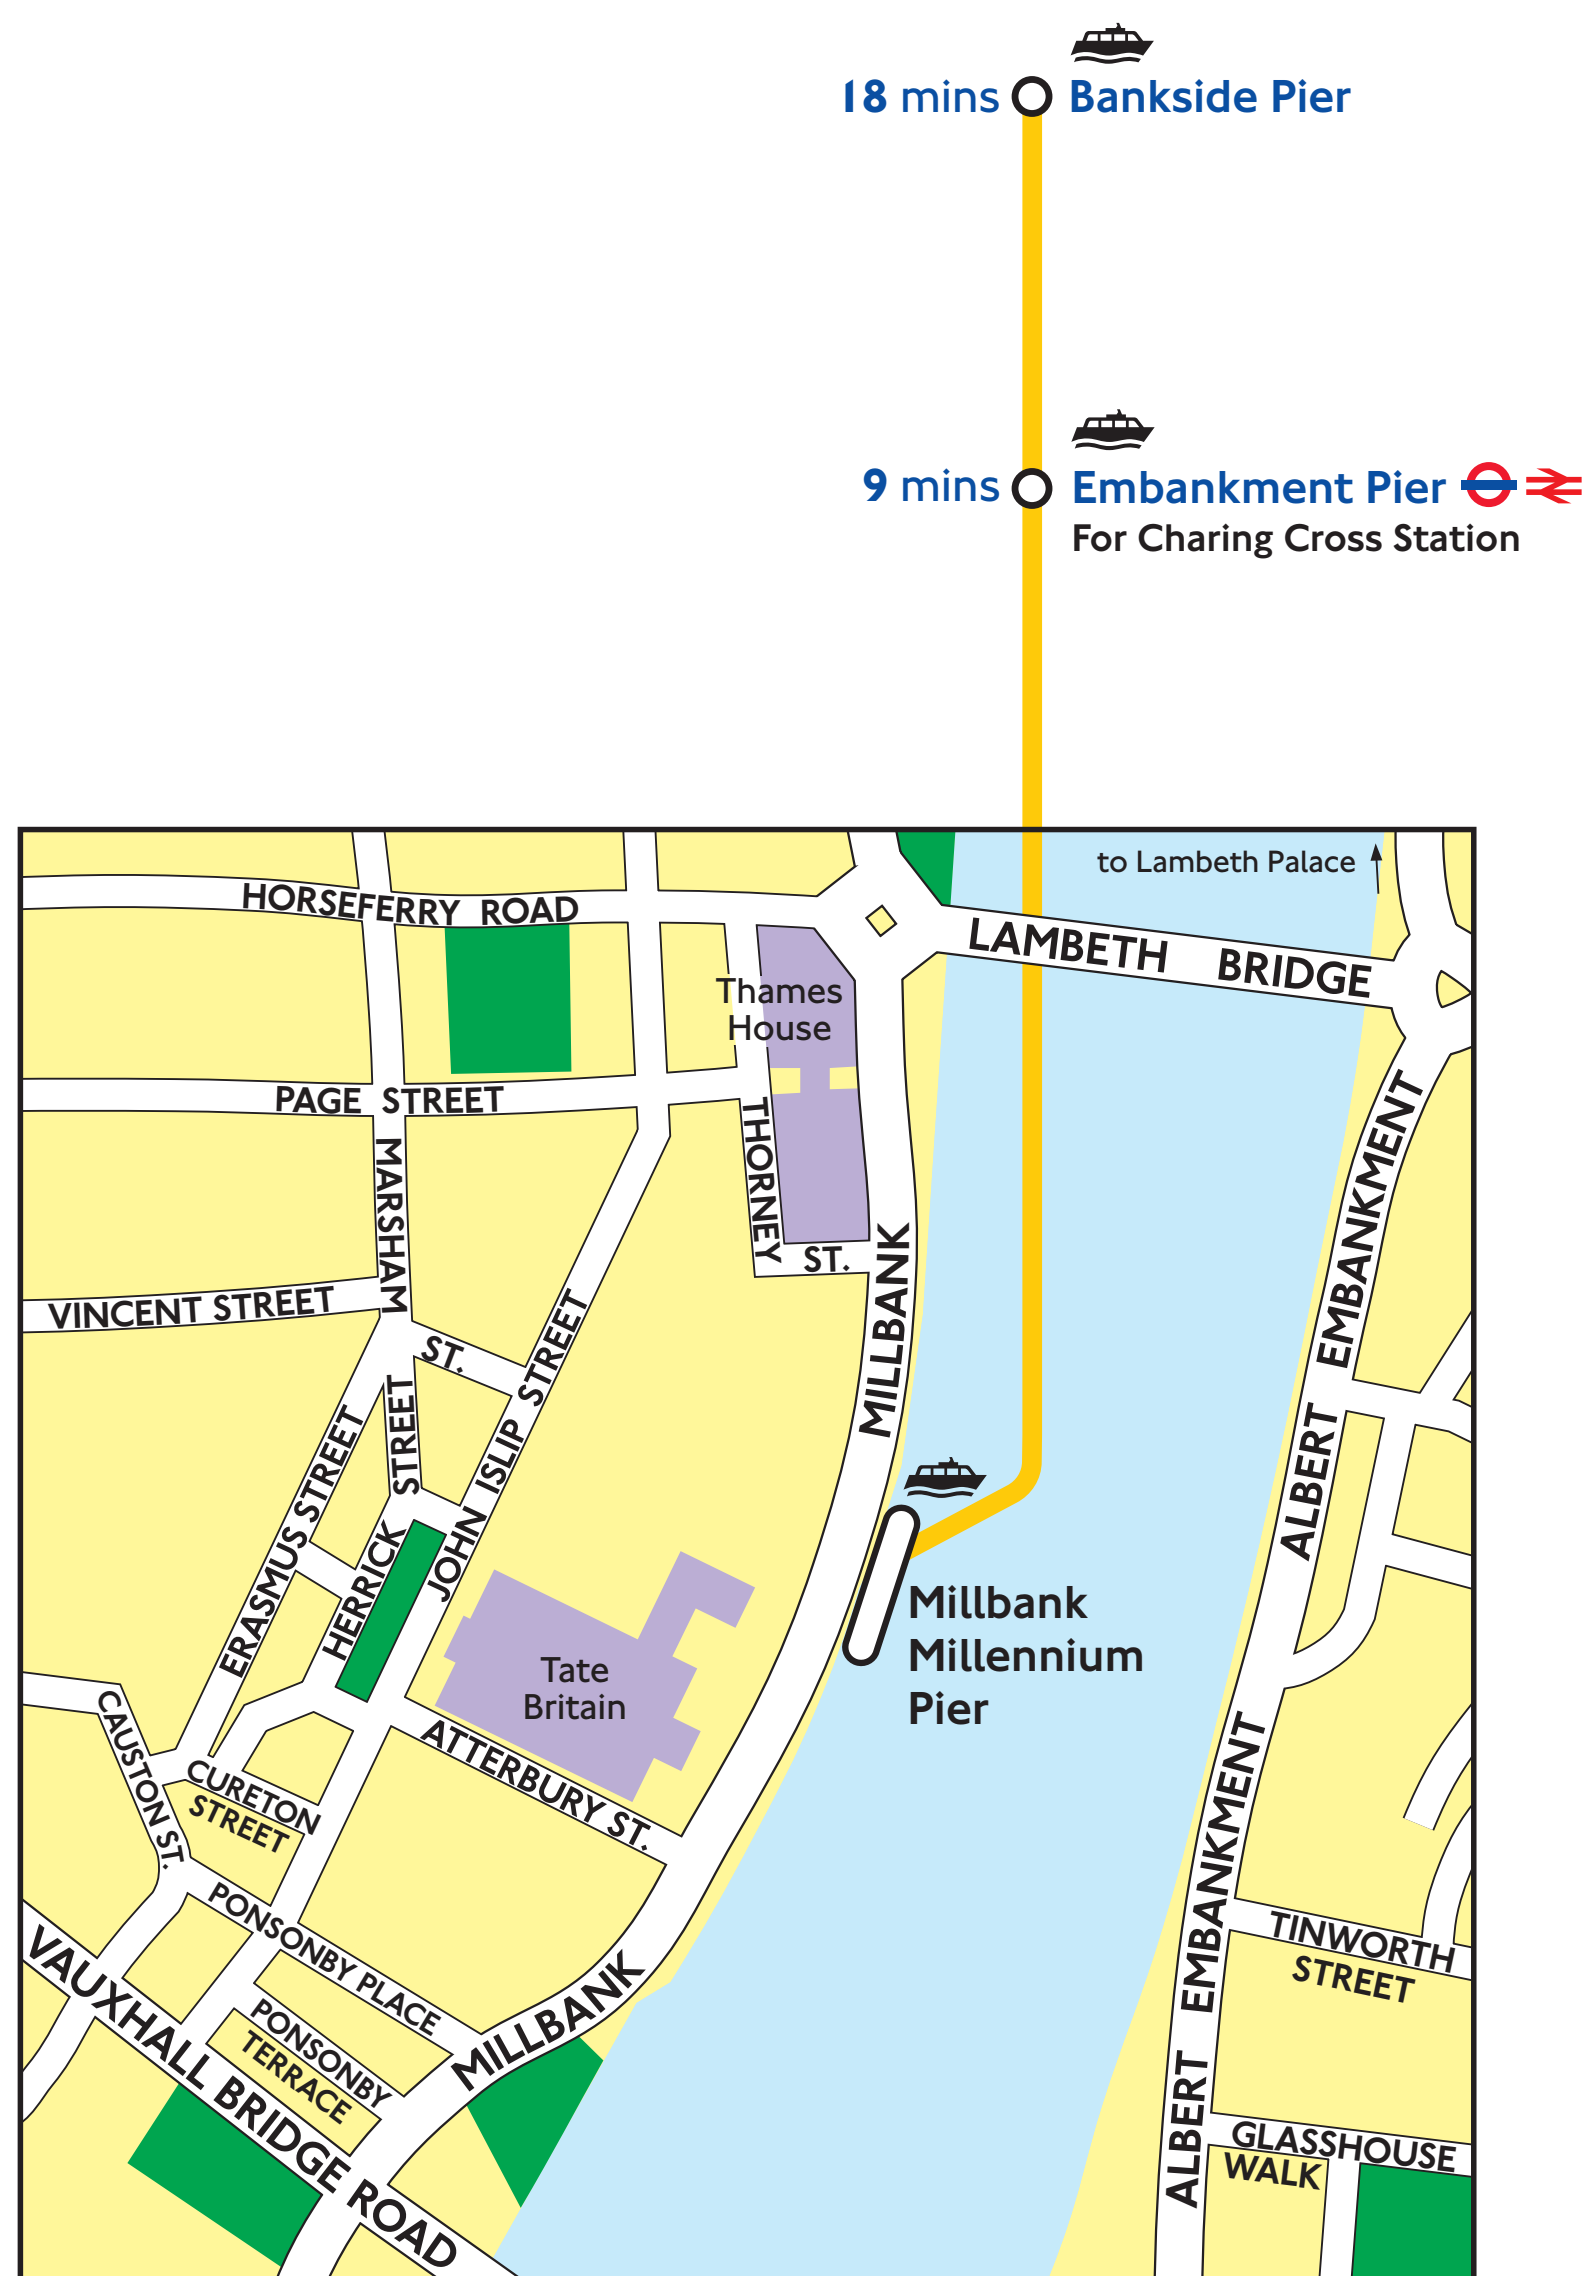 18 mins Bankside Pier
9 mins Embankment Pier
For Charing Cross Station
to Lambeth Palace
HORSEFERRY ROAD
LAMBETH BRIDGE
Thames
House
PAGE STREET
MARSHAM
ST.
THORNEY
ST.
MILLBANK
ALBERT EMBANKMENT
VINCENT STREET
JOHN ISLIP STREET
ERASMUS STREET
HERRICK STREET
Millbank
Millennium
Pier
Tate
Britain
ATTERBURY ST.
CAUSTON ST.
CURETON
STREET
PONSONBY PLACE
PONSONBY
TERRACE
MILLBANK
VAUXHALL BRIDGE ROAD
ALBERT EMBANKMENT
TINWORTH
STREET
GLASSHOUSE
WALK